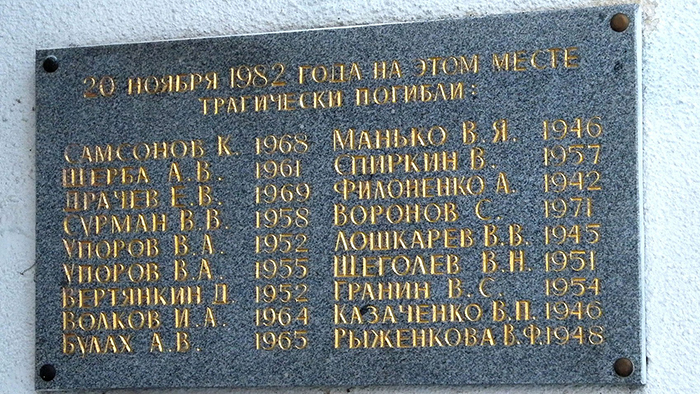 20 НОЯБРЯ 1982 ГОДА НА ЭТОМ МЕСТЕ
ТРАГИЧЕСКИ ПОГИБЛИ:
САМСОНОВ К. 1968
ЩЕРБА А.В. 1961
ЦРАЧЕВ Е.В. 1969
СУРМАН В.В. 1958
УПОРОВ В.А. 1952
УПОРОВ В.А. 1955
ВЕРТЯНКИН Д 1952
ВОЛКОВ И.А. 1964
БУЛАХ А.В. 1965
МАНЬКО В.Я. 1946
СПИРКИН В. 1957
ФИЛОНЕНКО А. 1942
ВОРОНОВ С. 1971
ЛОШКАРЕВ В.В. 1945
ЩЕГОЛЕВ В.Н. 1951
ГРАНИН В.С. 1954
КАЗАЧЕНКО В.П. 1946
РЫЖЕНКОВА В.Ф. 1948